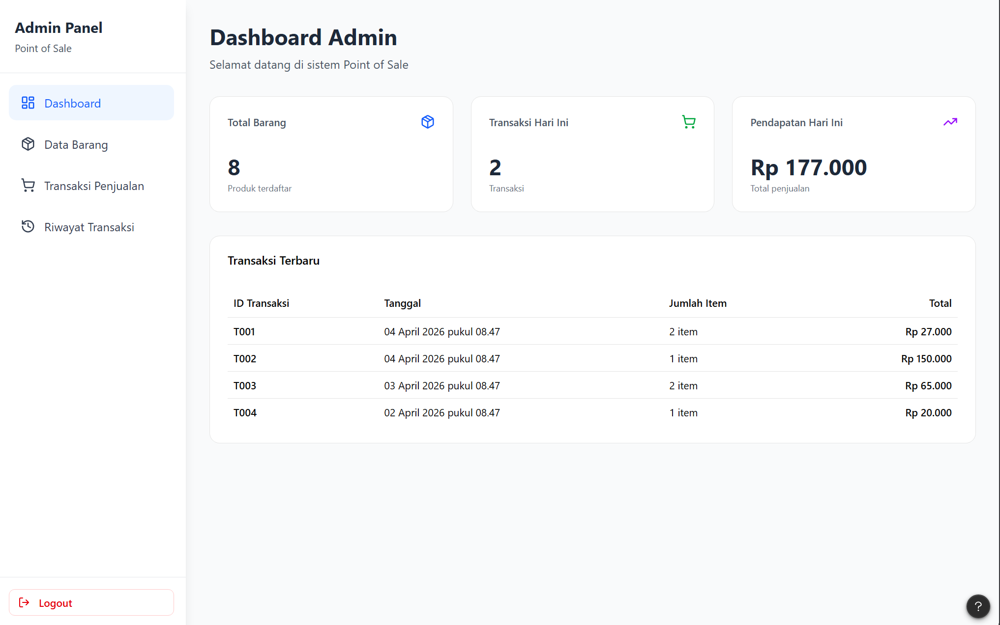 Admin Panel
Point of Sale
Dashboard
Data Barang
Transaksi Penjualan
Riwayat Transaksi
Logout
Dashboard Admin
Selamat datang di sistem Point of Sale
Total Barang
8
Produk terdaftar
Transaksi Hari Ini
2
Transaksi
Pendapatan Hari Ini
Rp 177.000
Total penjualan
Transaksi Terbaru
ID Transaksi Tanggal Jumlah Item Total
T001 04 April 2026 pukul 08.47 2 item Rp 27.000
T002 04 April 2026 pukul 08.47 1 item Rp 150.000
T003 03 April 2026 pukul 08.47 2 item Rp 65.000
T004 02 April 2026 pukul 08.47 1 item Rp 20.000
?